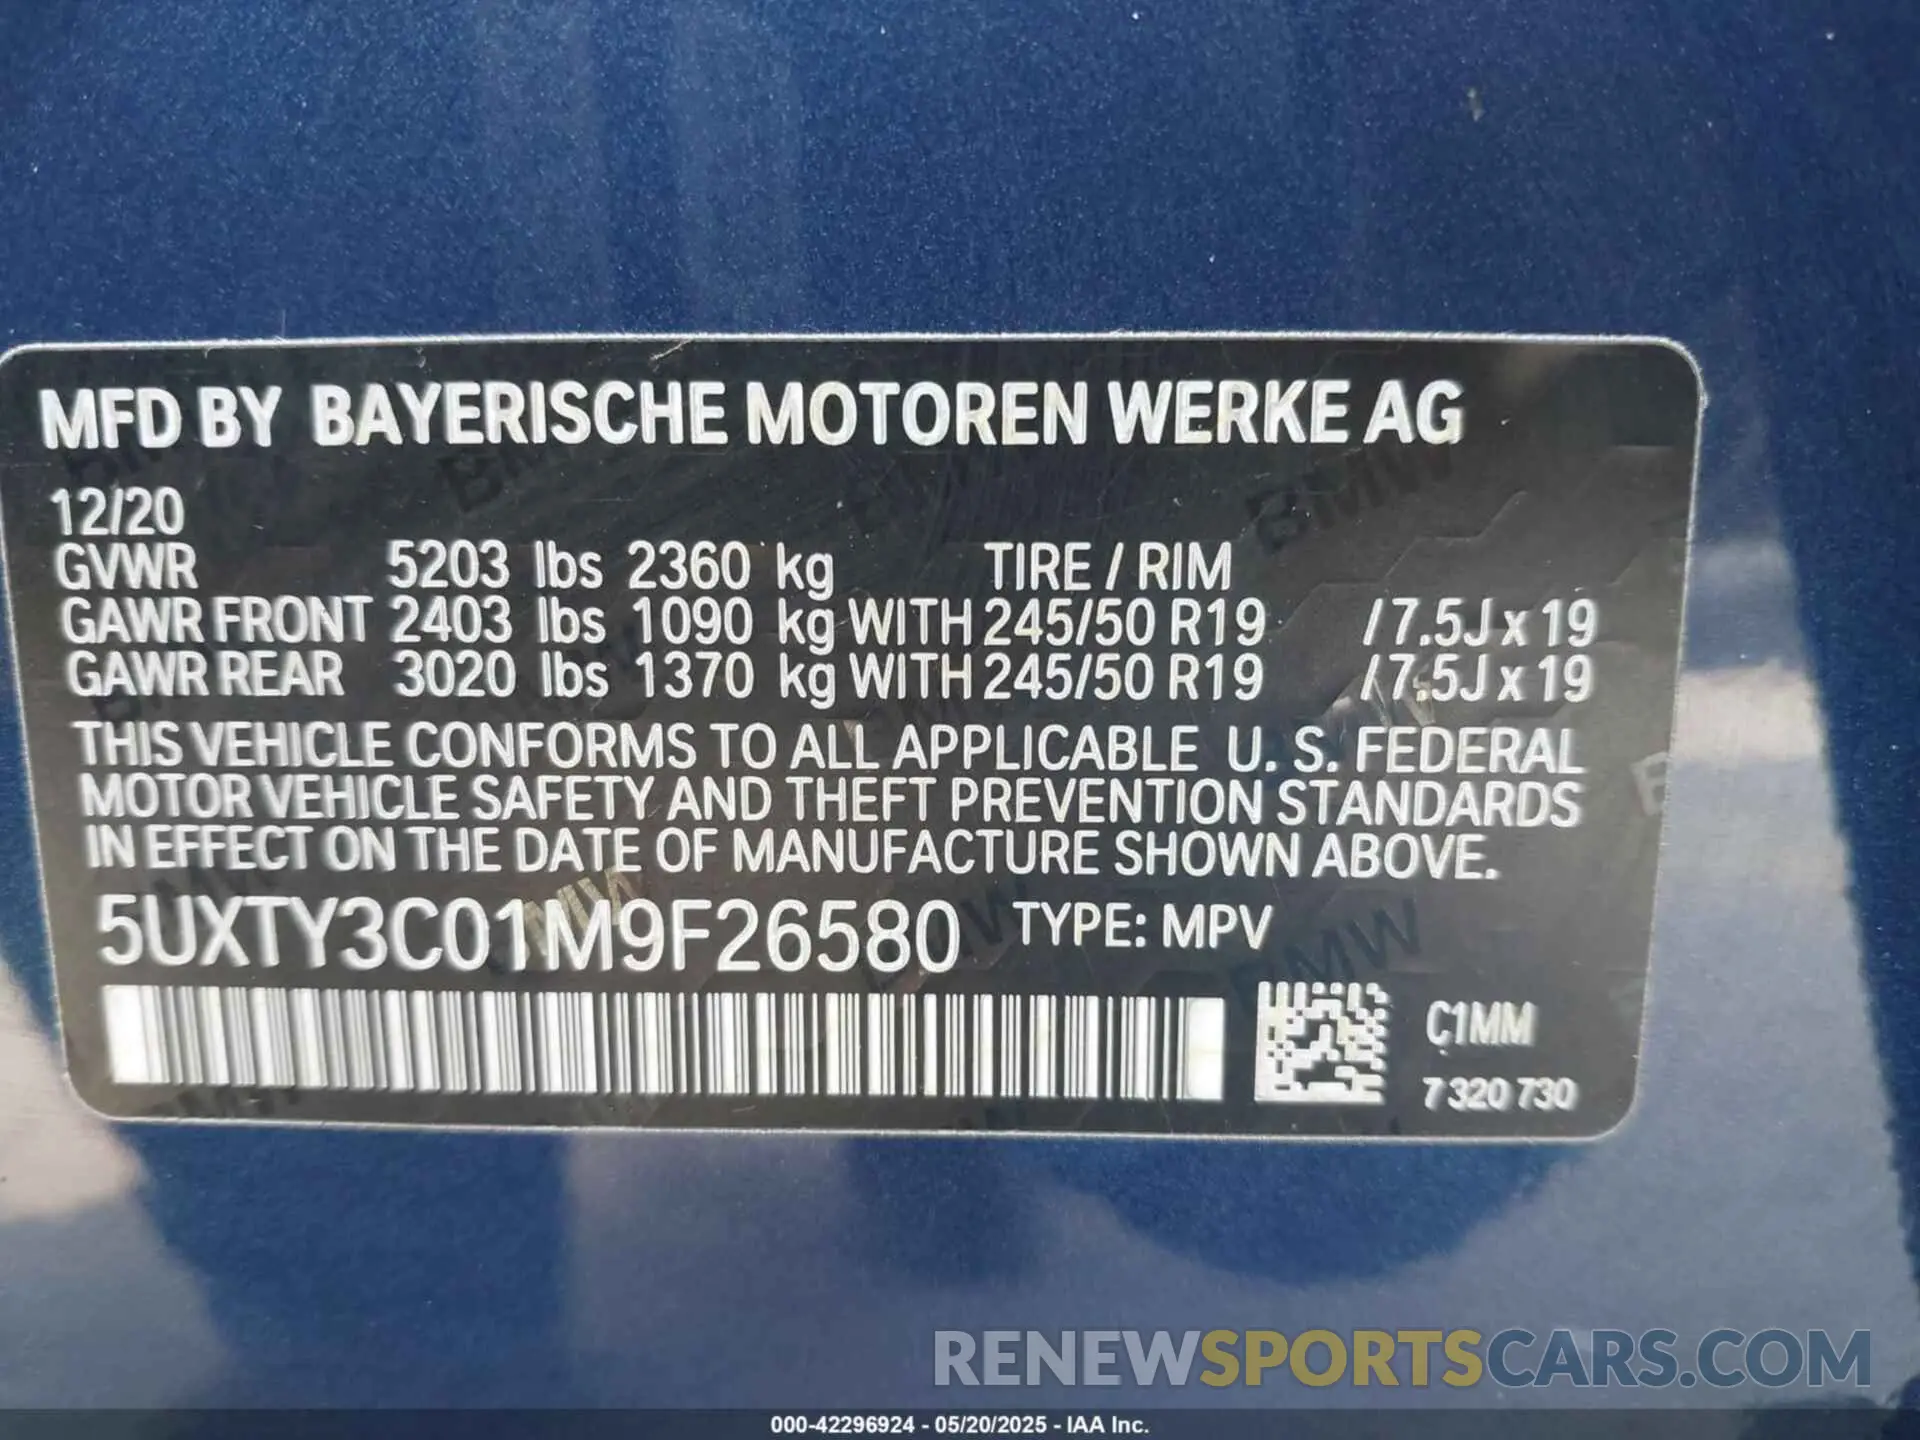 MFD BY BAYERISCHE MOTOREN WERKE AG
12/20
GVWR 5203 lbs 2360 kg TIRE / RIM
GAWR FRONT 2403 lbs 1090 kg WITH 245/50 R19 / 7.5J x 19
GAWR REAR 3020 lbs 1370 kg WITH 245/50 R19 / 7.5J x 19
THIS VEHICLE CONFORMS TO ALL APPLICABLE U. S. FEDERAL
MOTOR VEHICLE SAFETY AND THEFT PREVENTION STANDARDS
IN EFFECT ON THE DATE OF MANUFACTURE SHOWN ABOVE.
5UXTY3C01M9F26580 TYPE: MPV
C1MM
7 320 730
RENEWSPORTSCARS.COM
000-42296924 - 05/20/2025 - IAA Inc.